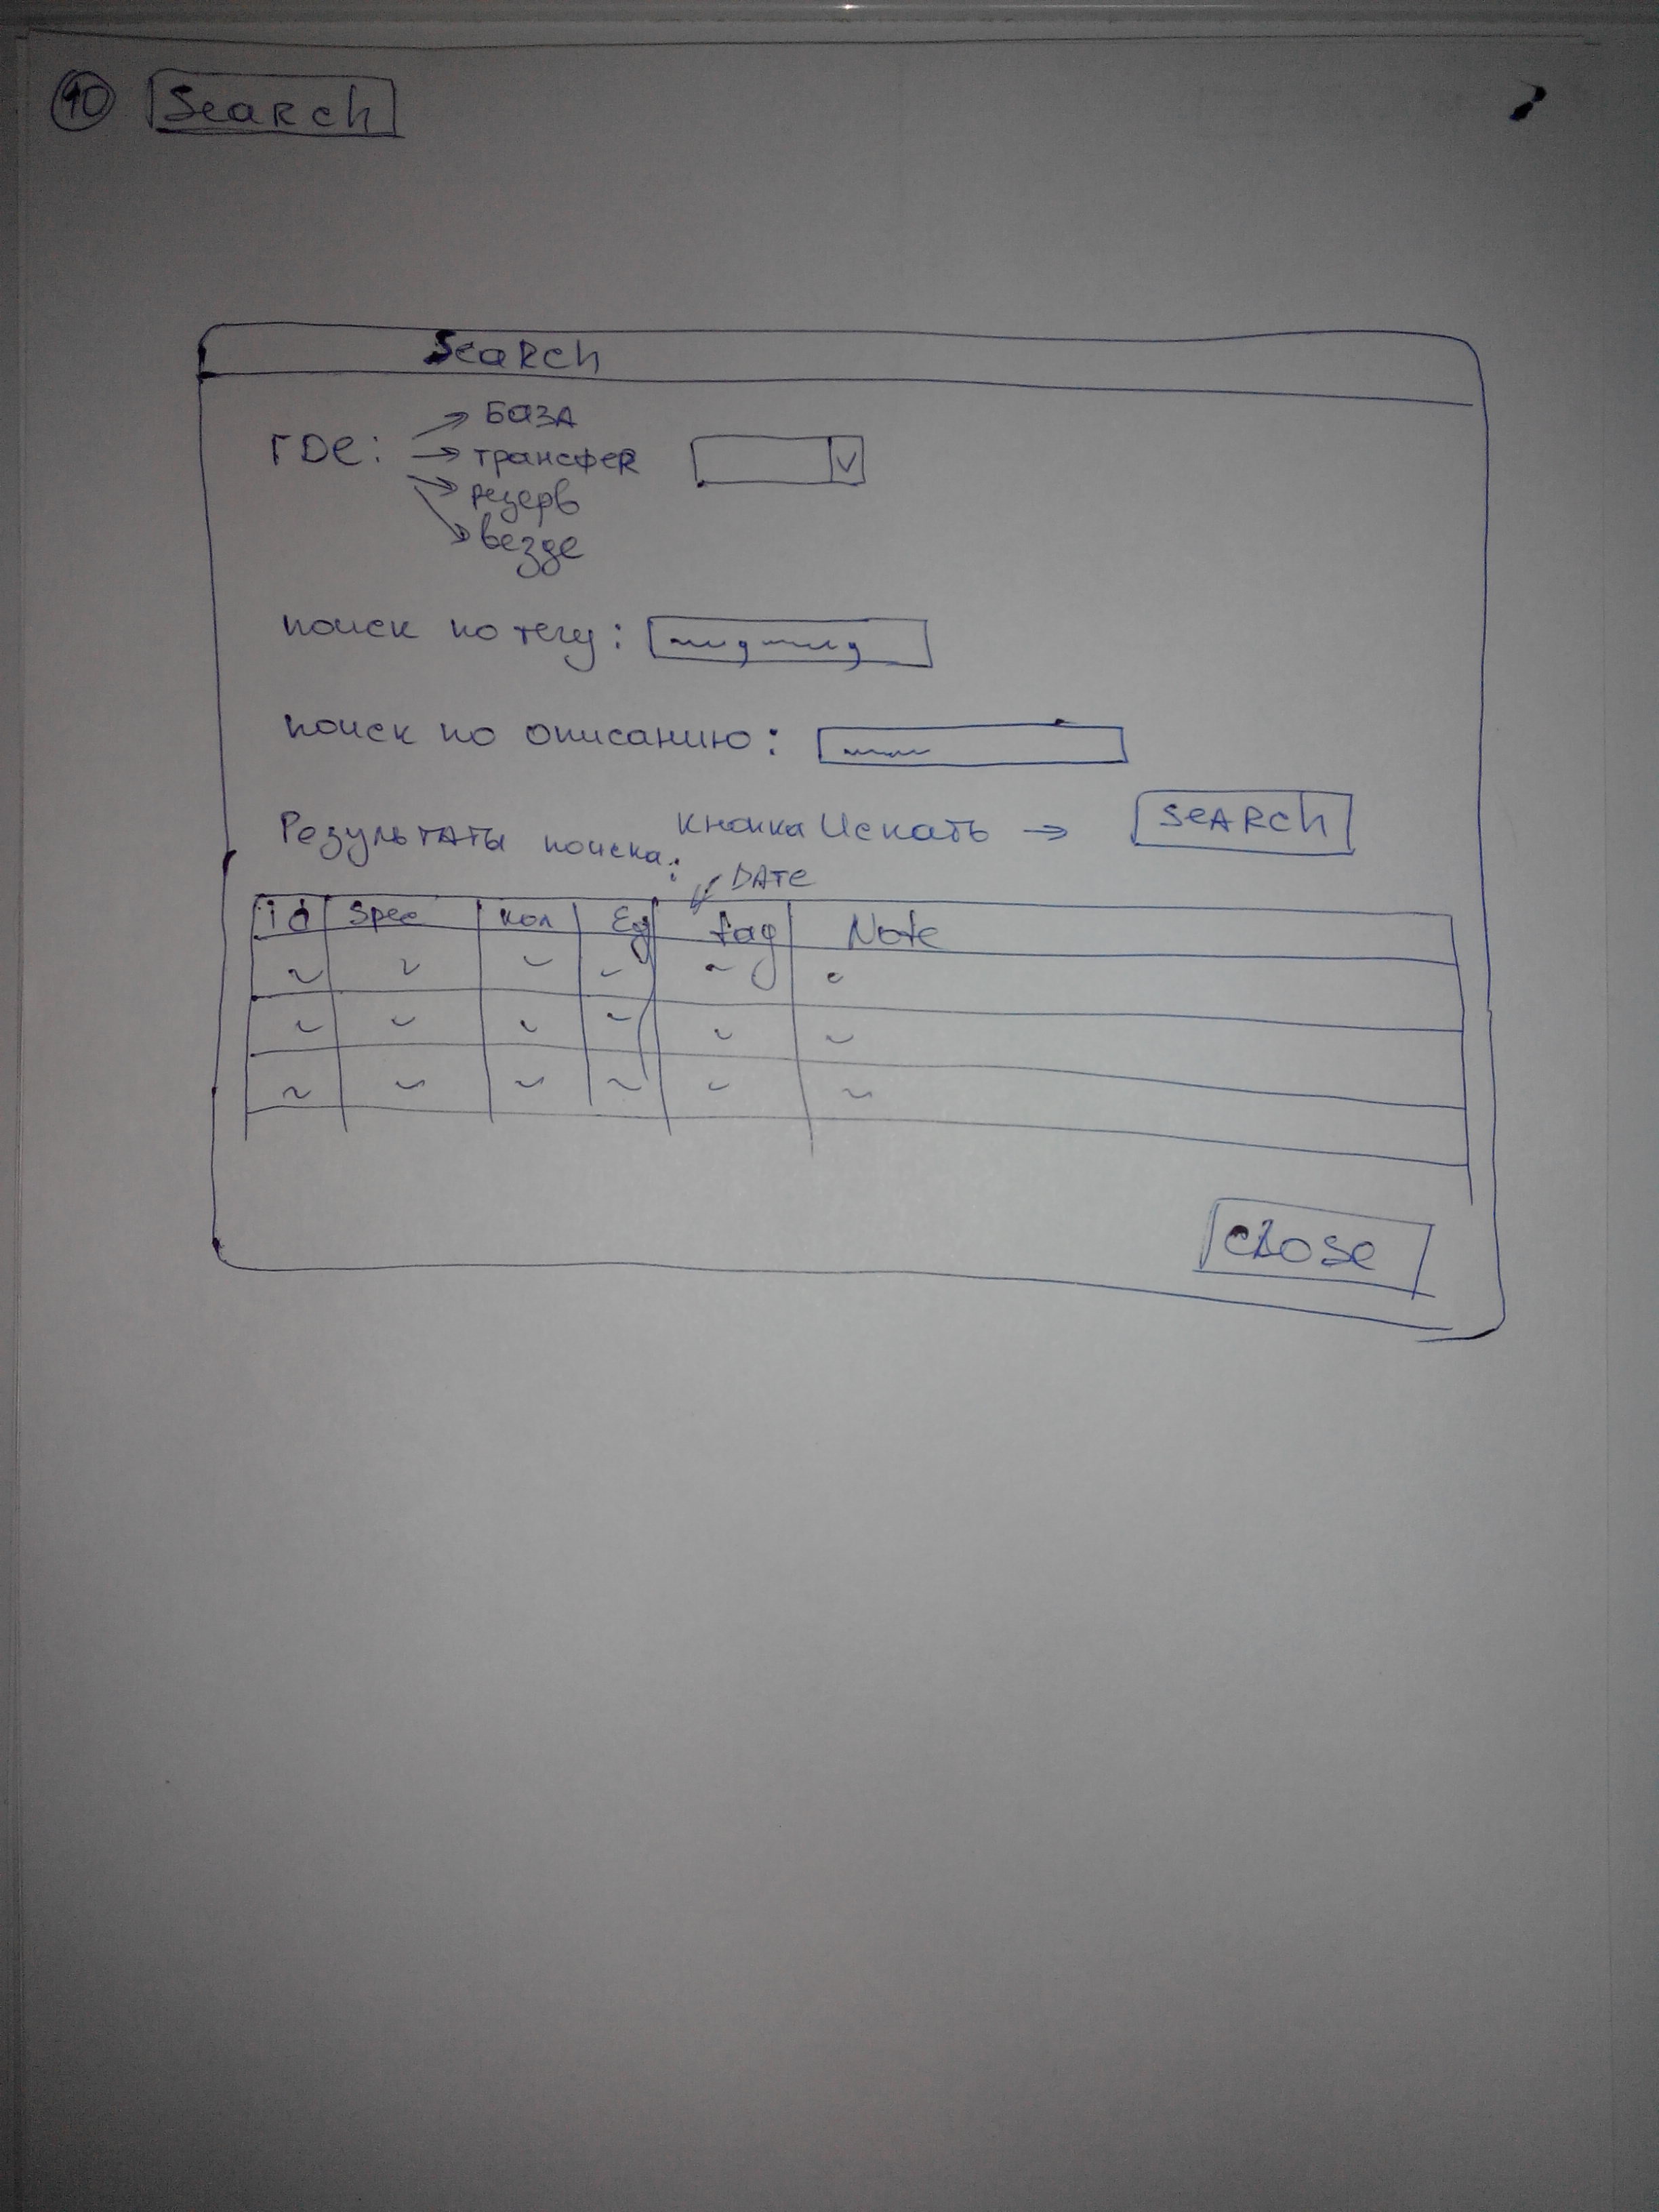 10 Search
Search
ГДЕ:
БАЗА
трансфеR
резерв
везде
поиск по тегу:
поиск по описанию:
Результаты поиска:
кнопка Искать → SEARCH
DATE
id spec кол Ед tag Note
CLOSE